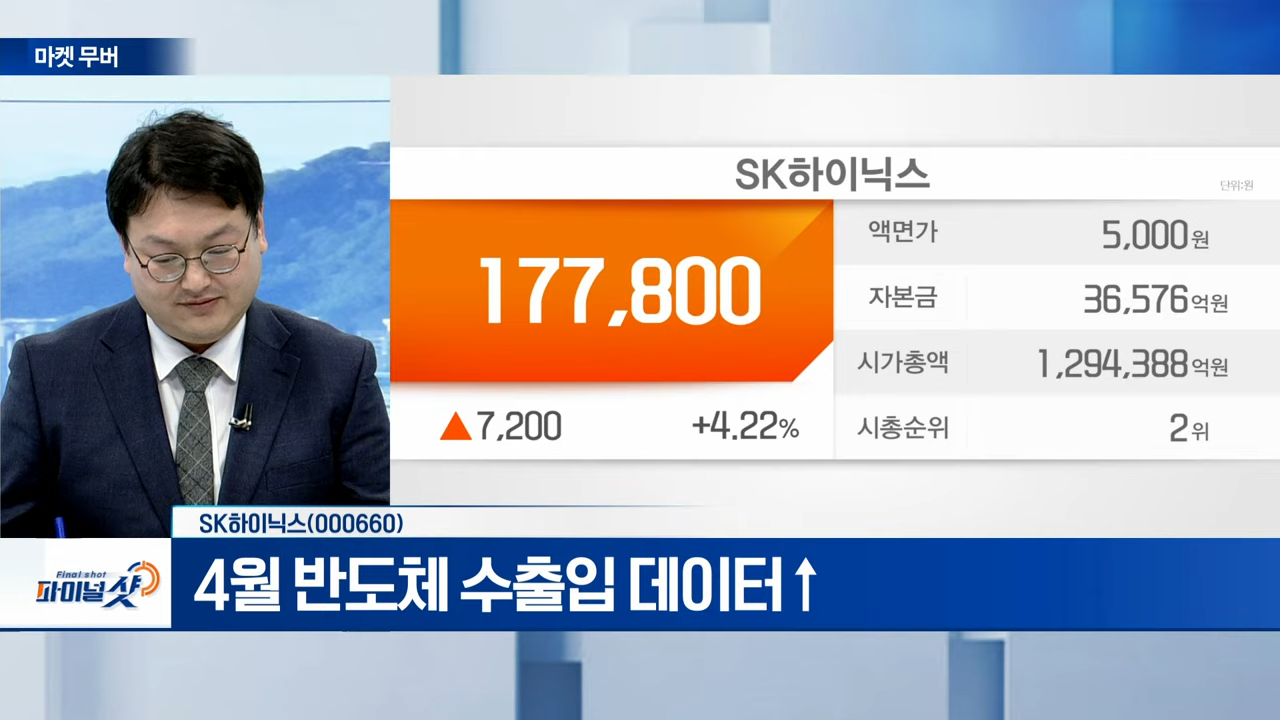 마켓 무버
SK하이닉스
단위:원
177,800
▲7,200 +4.22%
액면가 5,000원
자본금 36,576억원
시가총액 1,294,388억원
시총순위 2위
SK하이닉스(000660)
Final shot
파이널샷
4월 반도체 수출입 데이터↑